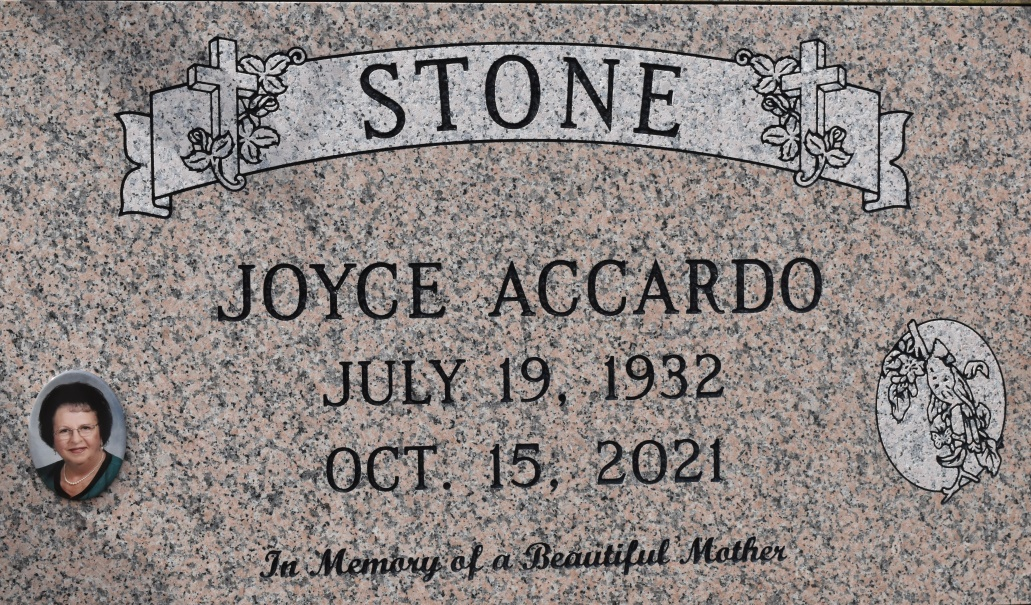 STONE
JOYCE ACCARDO
JULY 19, 1932
OCT. 15, 2021
In Memory of a Beautiful Mother